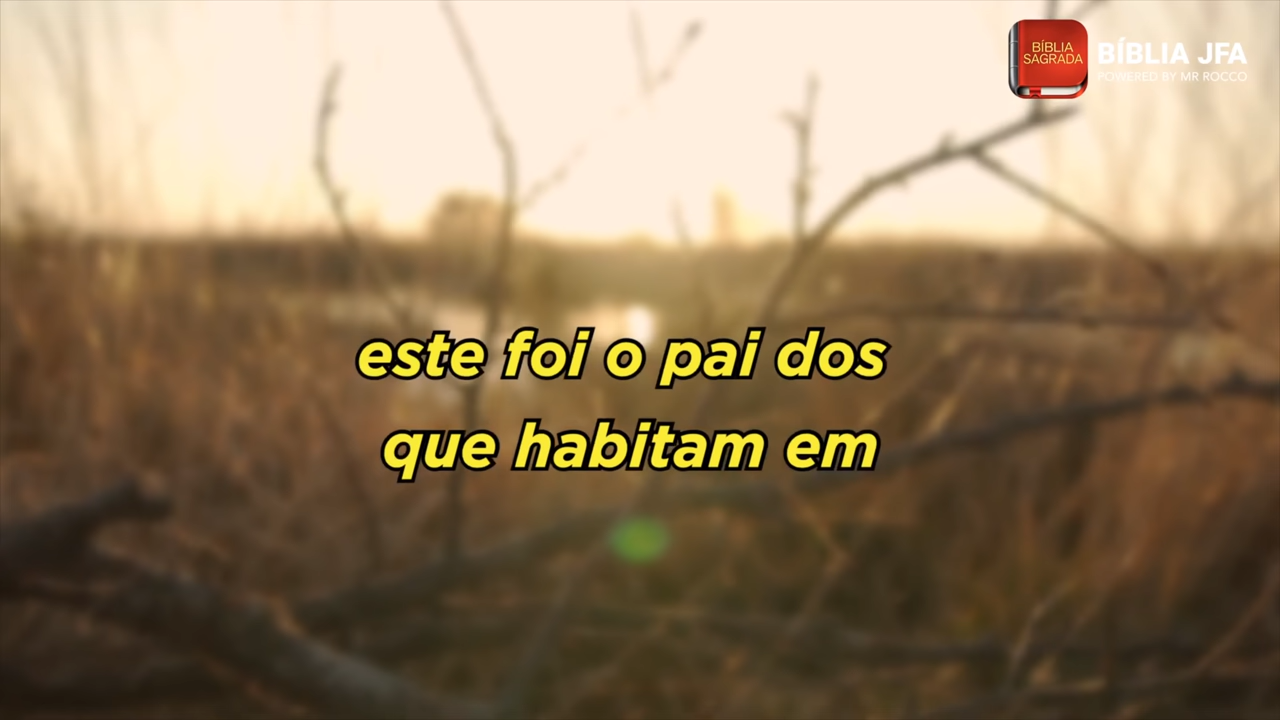 BÍBLIA
SAGRADA
BÍBLIA JFA
POWERED BY MR ROCCO
este foi o pai dos
que habitam em